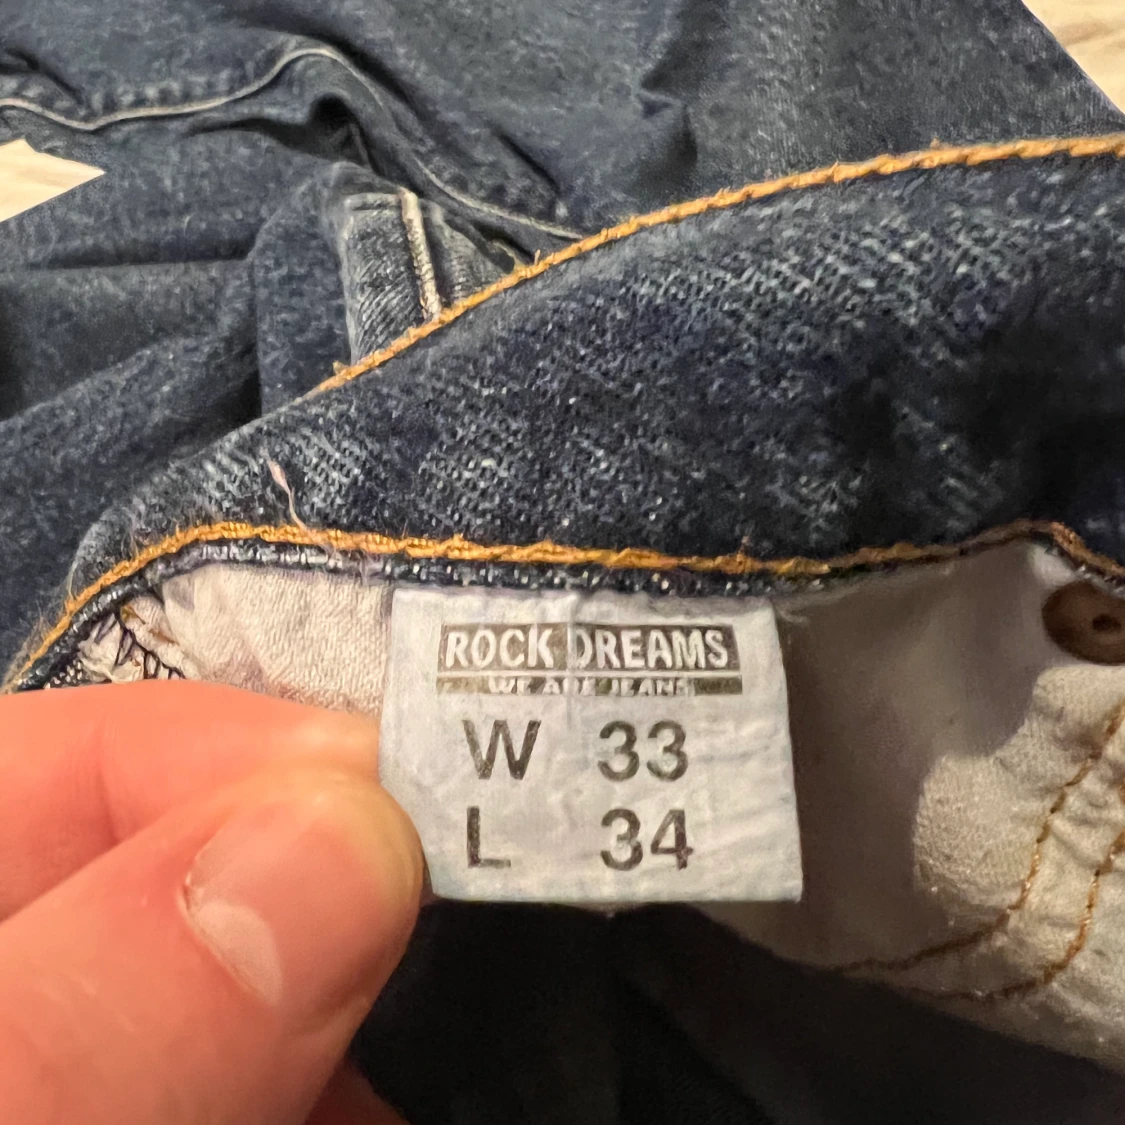 ROCK DREAMS
WE ARE JEANS
W 33
L 34